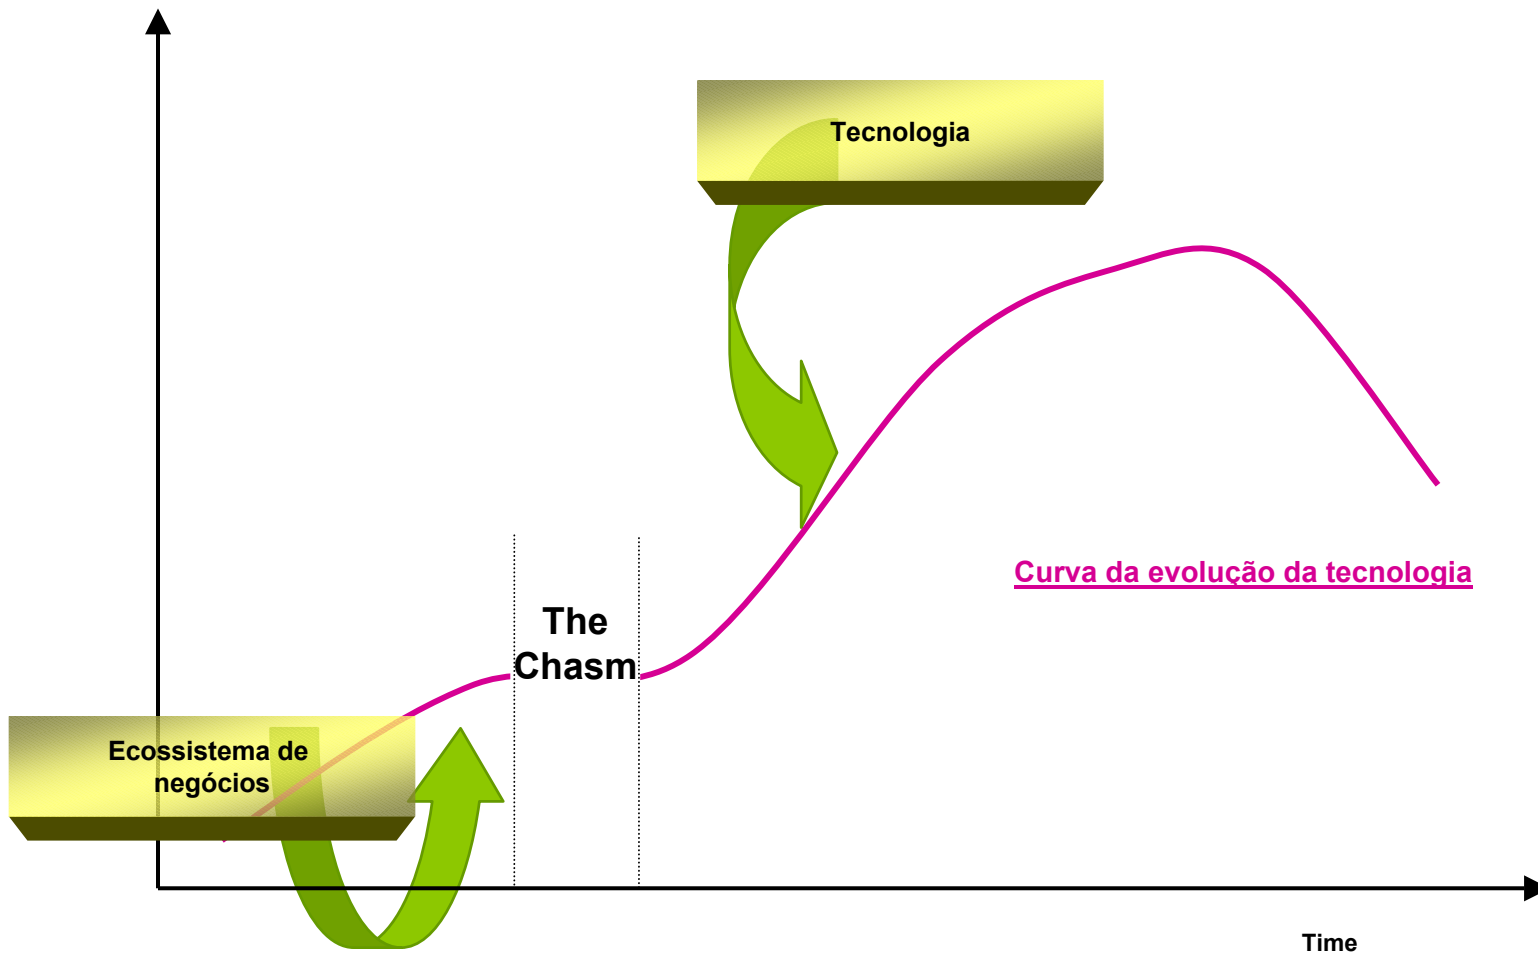 Tecnologia
Curva da evolução da tecnologia
The
Chasm
Ecossistema de
negócios
Time